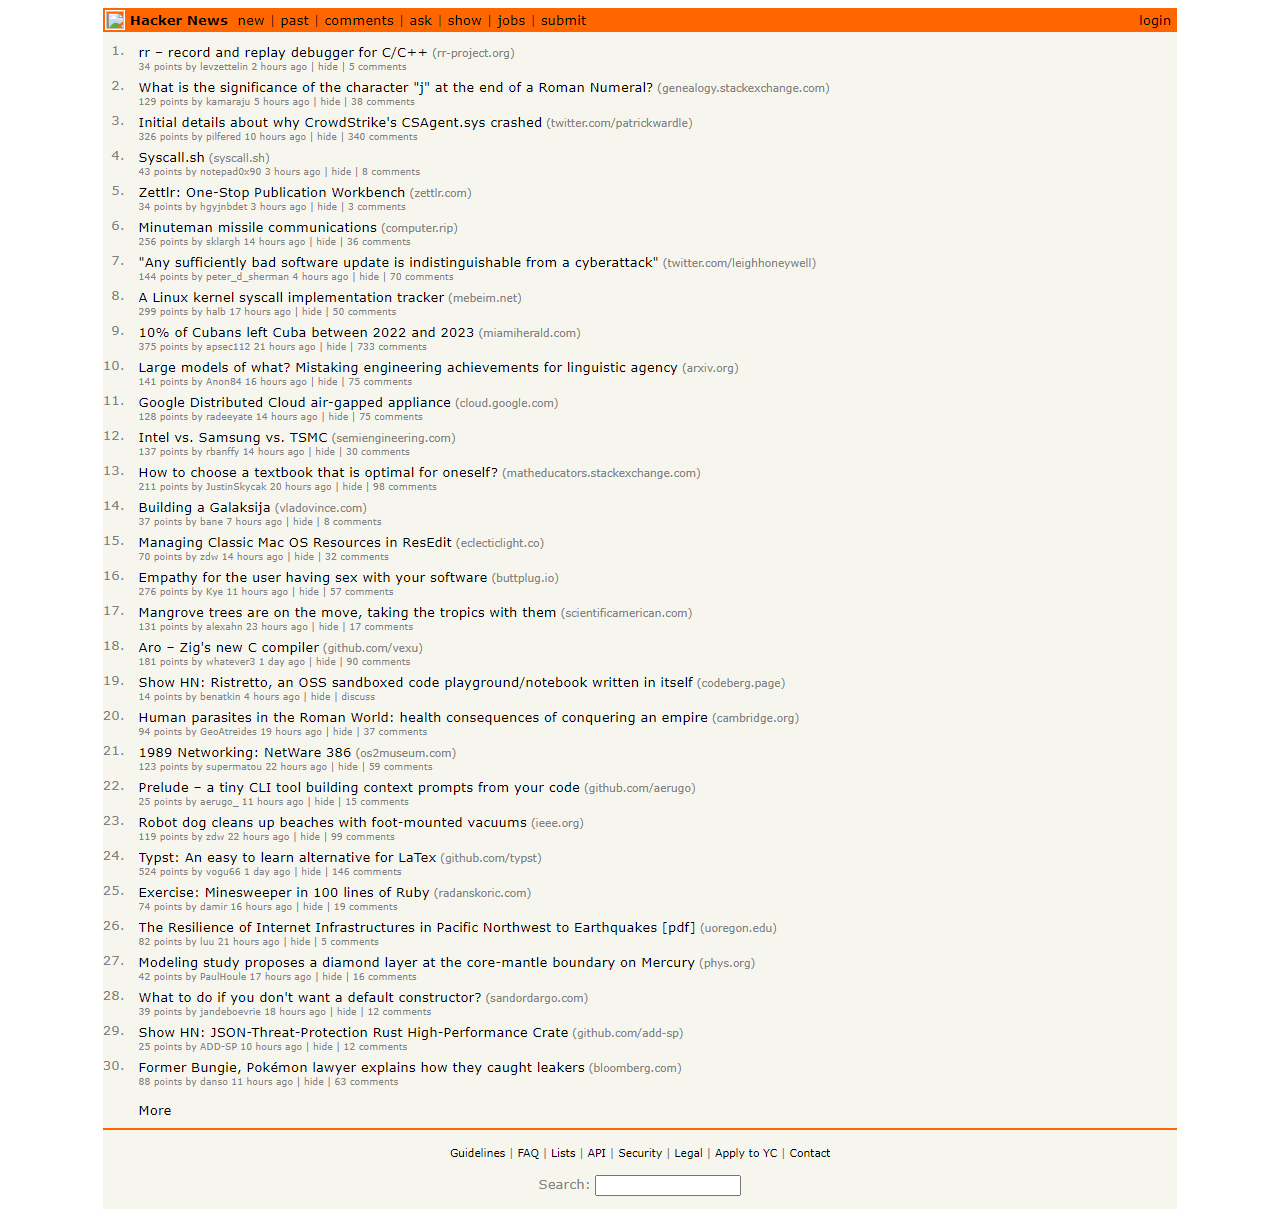 Hacker News new | past | comments | ask | show | jobs | submit login
1. rr – record and replay debugger for C/C++ (rr-project.org)
34 points by levzettelin 2 hours ago | hide | 5 comments
2. What is the significance of the character "j" at the end of a Roman Numeral? (genealogy.stackexchange.com)
129 points by kamaraju 5 hours ago | hide | 38 comments
3. Initial details about why CrowdStrike's CSAgent.sys crashed (twitter.com/patrickwardle)
326 points by pilfered 10 hours ago | hide | 340 comments
4. Syscall.sh (syscall.sh)
43 points by notepad0x90 3 hours ago | hide | 8 comments
5. Zettlr: One-Stop Publication Workbench (zettlr.com)
34 points by hgyjnbdet 3 hours ago | hide | 3 comments
6. Minuteman missile communications (computer.rip)
256 points by sklargh 14 hours ago | hide | 36 comments
7. "Any sufficiently bad software update is indistinguishable from a cyberattack" (twitter.com/leighhoneywell)
144 points by peter_d_sherman 4 hours ago | hide | 70 comments
8. A Linux kernel syscall implementation tracker (mebeim.net)
299 points by halb 17 hours ago | hide | 50 comments
9. 10% of Cubans left Cuba between 2022 and 2023 (miamiherald.com)
375 points by apsec112 21 hours ago | hide | 733 comments
10. Large models of what? Mistaking engineering achievements for linguistic agency (arxiv.org)
141 points by Anon84 16 hours ago | hide | 75 comments
11. Google Distributed Cloud air-gapped appliance (cloud.google.com)
128 points by radeeyate 14 hours ago | hide | 75 comments
12. Intel vs. Samsung vs. TSMC (semiengineering.com)
137 points by rbanffy 14 hours ago | hide | 30 comments
13. How to choose a textbook that is optimal for oneself? (matheducators.stackexchange.com)
211 points by JustinSkycak 20 hours ago | hide | 98 comments
14. Building a Galaksija (vladovince.com)
37 points by bane 7 hours ago | hide | 8 comments
15. Managing Classic Mac OS Resources in ResEdit (eclecticlight.co)
70 points by zdw 14 hours ago | hide | 32 comments
16. Empathy for the user having sex with your software (buttplug.io)
276 points by Kye 11 hours ago | hide | 57 comments
17. Mangrove trees are on the move, taking the tropics with them (scientificamerican.com)
131 points by alexahn 23 hours ago | hide | 17 comments
18. Aro – Zig's new C compiler (github.com/vexu)
181 points by whatever3 1 day ago | hide | 90 comments
19. Show HN: Ristretto, an OSS sandboxed code playground/notebook written in itself (codeberg.page)
14 points by benatkin 4 hours ago | hide | discuss
20. Human parasites in the Roman World: health consequences of conquering an empire (cambridge.org)
94 points by GeoAtreides 19 hours ago | hide | 37 comments
21. 1989 Networking: NetWare 386 (os2museum.com)
123 points by supermatou 22 hours ago | hide | 59 comments
22. Prelude – a tiny CLI tool building context prompts from your code (github.com/aerugo)
25 points by aerugo_ 11 hours ago | hide | 15 comments
23. Robot dog cleans up beaches with foot-mounted vacuums (ieee.org)
119 points by zdw 22 hours ago | hide | 99 comments
24. Typst: An easy to learn alternative for LaTex (github.com/typst)
524 points by vogu66 1 day ago | hide | 146 comments
25. Exercise: Minesweeper in 100 lines of Ruby (radanskoric.com)
74 points by damir 16 hours ago | hide | 19 comments
26. The Resilience of Internet Infrastructures in Pacific Northwest to Earthquakes [pdf] (uoregon.edu)
82 points by luu 21 hours ago | hide | 5 comments
27. Modeling study proposes a diamond layer at the core-mantle boundary on Mercury (phys.org)
42 points by PaulHoule 17 hours ago | hide | 16 comments
28. What to do if you don't want a default constructor? (sandordargo.com)
39 points by jandeboevrie 18 hours ago | hide | 12 comments
29. Show HN: JSON-Threat-Protection Rust High-Performance Crate (github.com/add-sp)
25 points by ADD-SP 10 hours ago | hide | 12 comments
30. Former Bungie, Pokémon lawyer explains how they caught leakers (bloomberg.com)
88 points by danso 11 hours ago | hide | 63 comments
More
Guidelines | FAQ | Lists | API | Security | Legal | Apply to YC | Contact
Search: